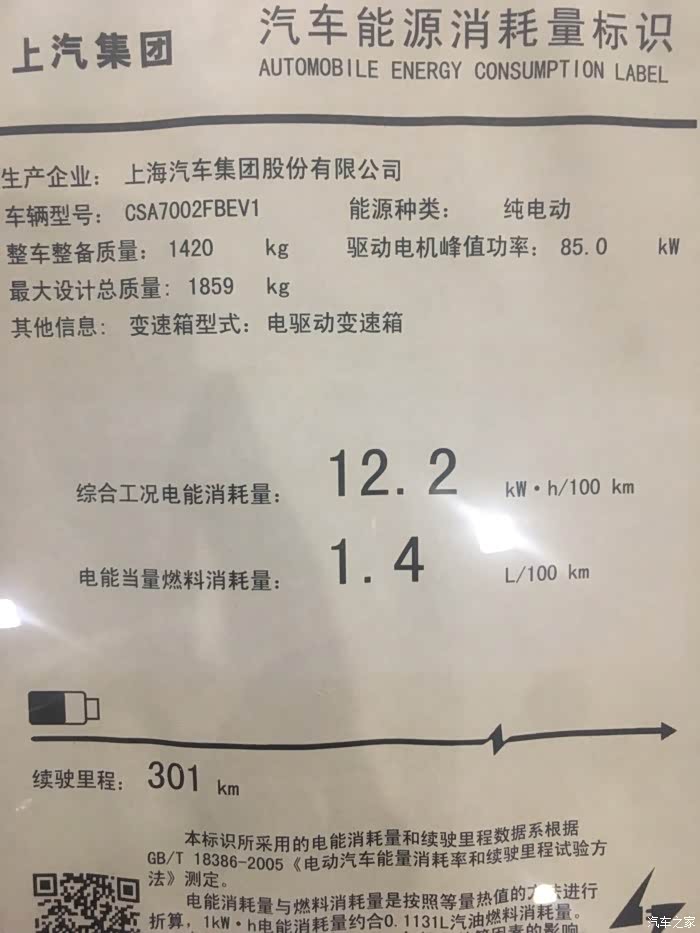 上汽集团
汽车能源消耗量标识
AUTOMOBILE ENERGY CONSUMPTION LABEL
生产企业: 上海汽车集团股份有限公司
车辆型号: CSA7002FBEV1 能源种类: 纯电动
整车整备质量: 1420 kg 驱动电机峰值功率: 85.0 kW
最大设计总质量: 1859 kg
其他信息: 变速箱型式: 电驱动变速箱
综合工况电能消耗量: 12.2 kW·h/100 km
电能当量燃料消耗量: 1.4 L/100 km
续驶里程: 301 km
本标识所采用的电能消耗量和续驶里程数据系根据
GB/T 18386-2005《电动汽车能量消耗率和续驶里程试验方
法》测定。
电能消耗量与燃料消耗量是按照等量热值的方法进行
折算，1kW·h电能消耗量约合0.1131L汽油燃料消耗量。
等因素的影响
汽车之家